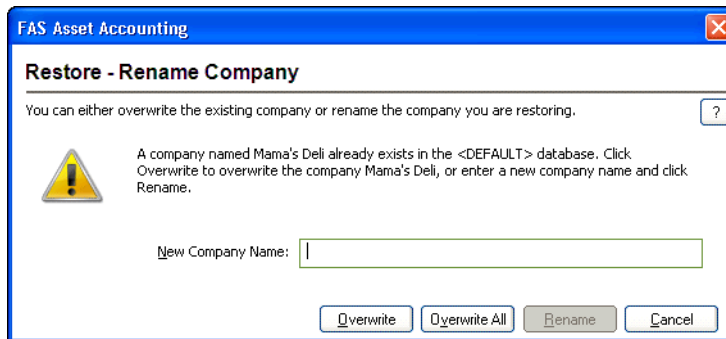 FAS Asset Accounting
Restore - Rename Company
You can either overwrite the existing company or rename the company you are restoring.
?
A company named Mama's Deli already exists in the <DEFAULT> database. Click
Overwrite to overwrite the company Mama's Deli, or enter a new company name and click
Rename.
New Company Name:
Overwrite Overwrite All Rename Cancel